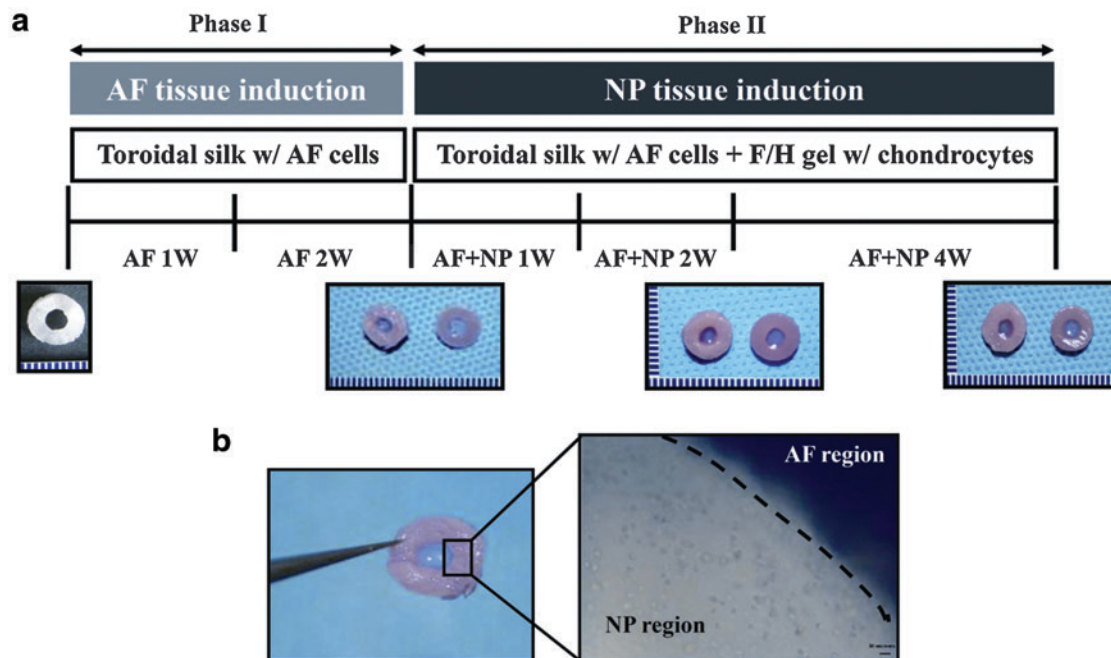 a
Phase I
Phase II
AF tissue induction
NP tissue induction
Toroidal silk w/ AF cells
Toroidal silk w/ AF cells + F/H gel w/ chondrocytes
AF 1W
AF 2W
AF+NP 1W
AF+NP 2W
AF+NP 4W
b
AF region
NP region